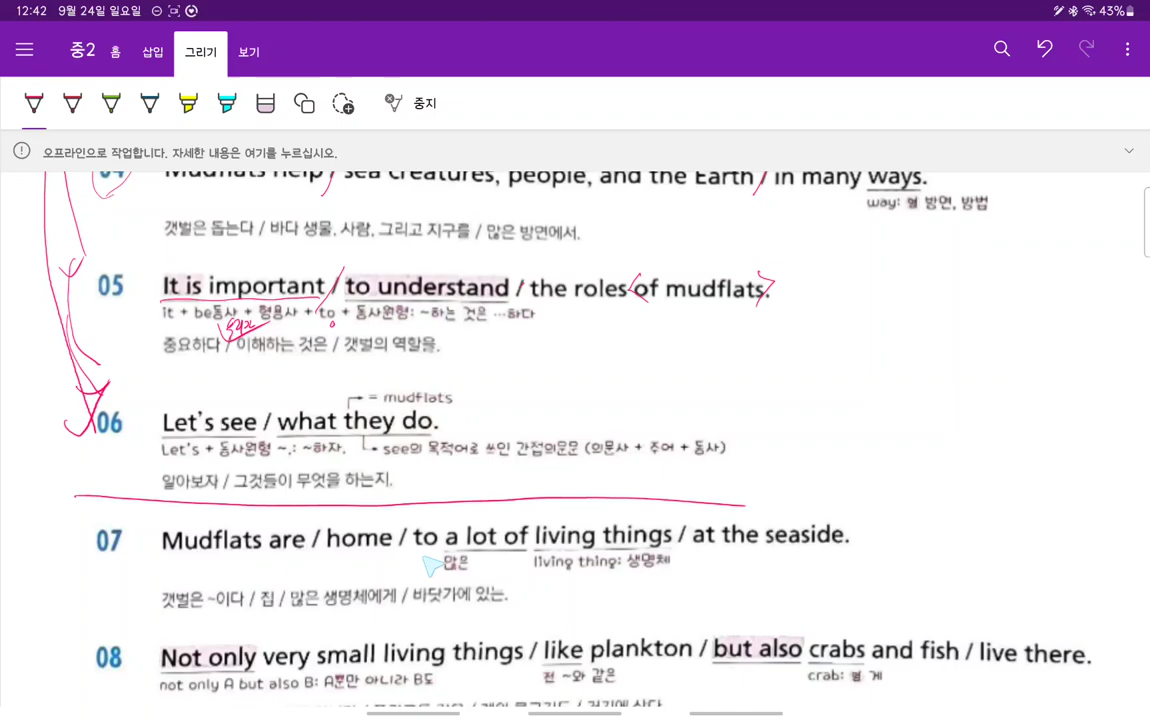 12:42 9월 24일 일요일 43%
중2 홈 삽입 그리기 보기
중지
오프라인으로 작업합니다. 자세한 내용은 여기를 누르십시오.
04 Mudflats help / sea creatures, people, and the Earth / in many ways.
way: 명 방면, 방법
갯벌은 돕는다 / 바다 생물, 사람, 그리고 지구를 / 많은 방면에서.
05 It is important / to understand / the roles of mudflats.
it + be동사 + 형용사 + to + 동사원형: ~하는 것은 …하다
중요하다 / 이해하는 것은 / 갯벌의 역할을.
= mudflats
06 Let's see / what they do.
Let's + 동사원형 ~.: ~하자. see의 목적어로 쓰인 간접의문문 (의문사 + 주어 + 동사)
알아보자 / 그것들이 무엇을 하는지.
07 Mudflats are / home / to a lot of living things / at the seaside.
많은 living thing: 생명체
갯벌은 ~이다 / 집 / 많은 생명체에게 / 바닷가에 있는.
08 Not only very small living things / like plankton / but also crabs and fish / live there.
not only A but also B: A뿐만 아니라 B도 전 ~와 같은 crab: 명 게